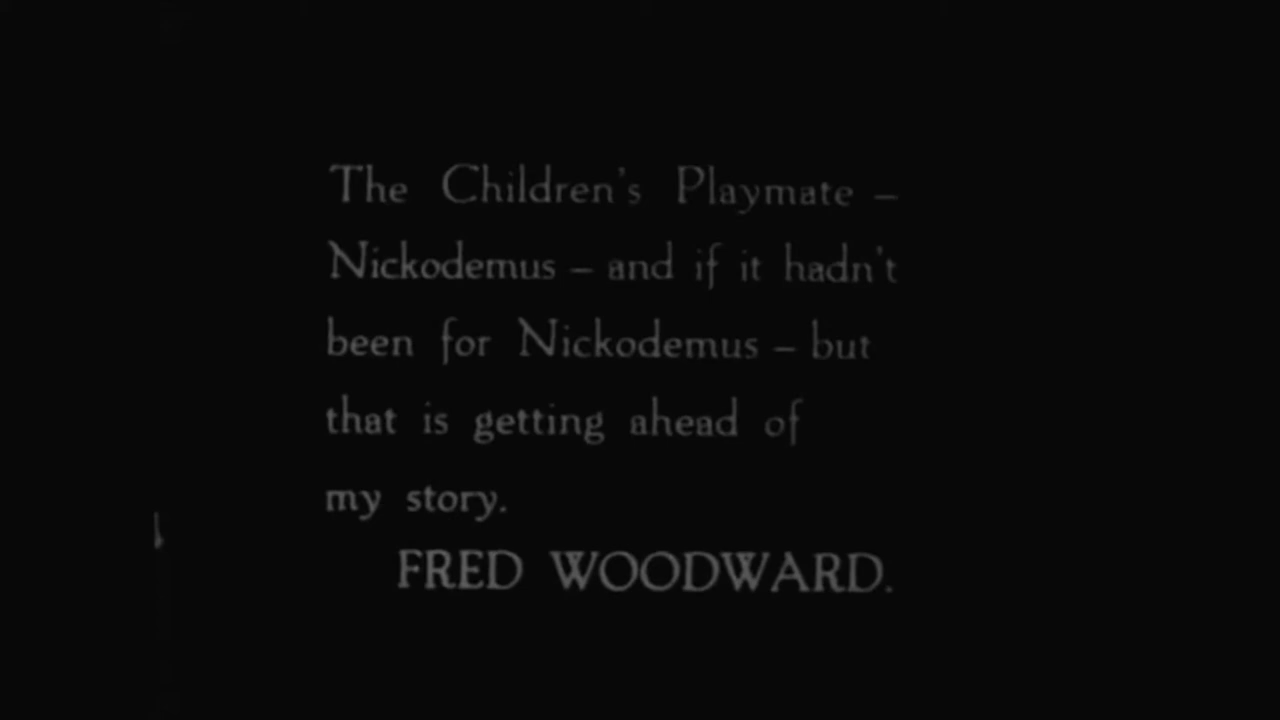 The Children's Playmate –
Nickodemus – and if it hadn't
been for Nickodemus – but
that is getting ahead of
my story.
FRED WOODWARD.